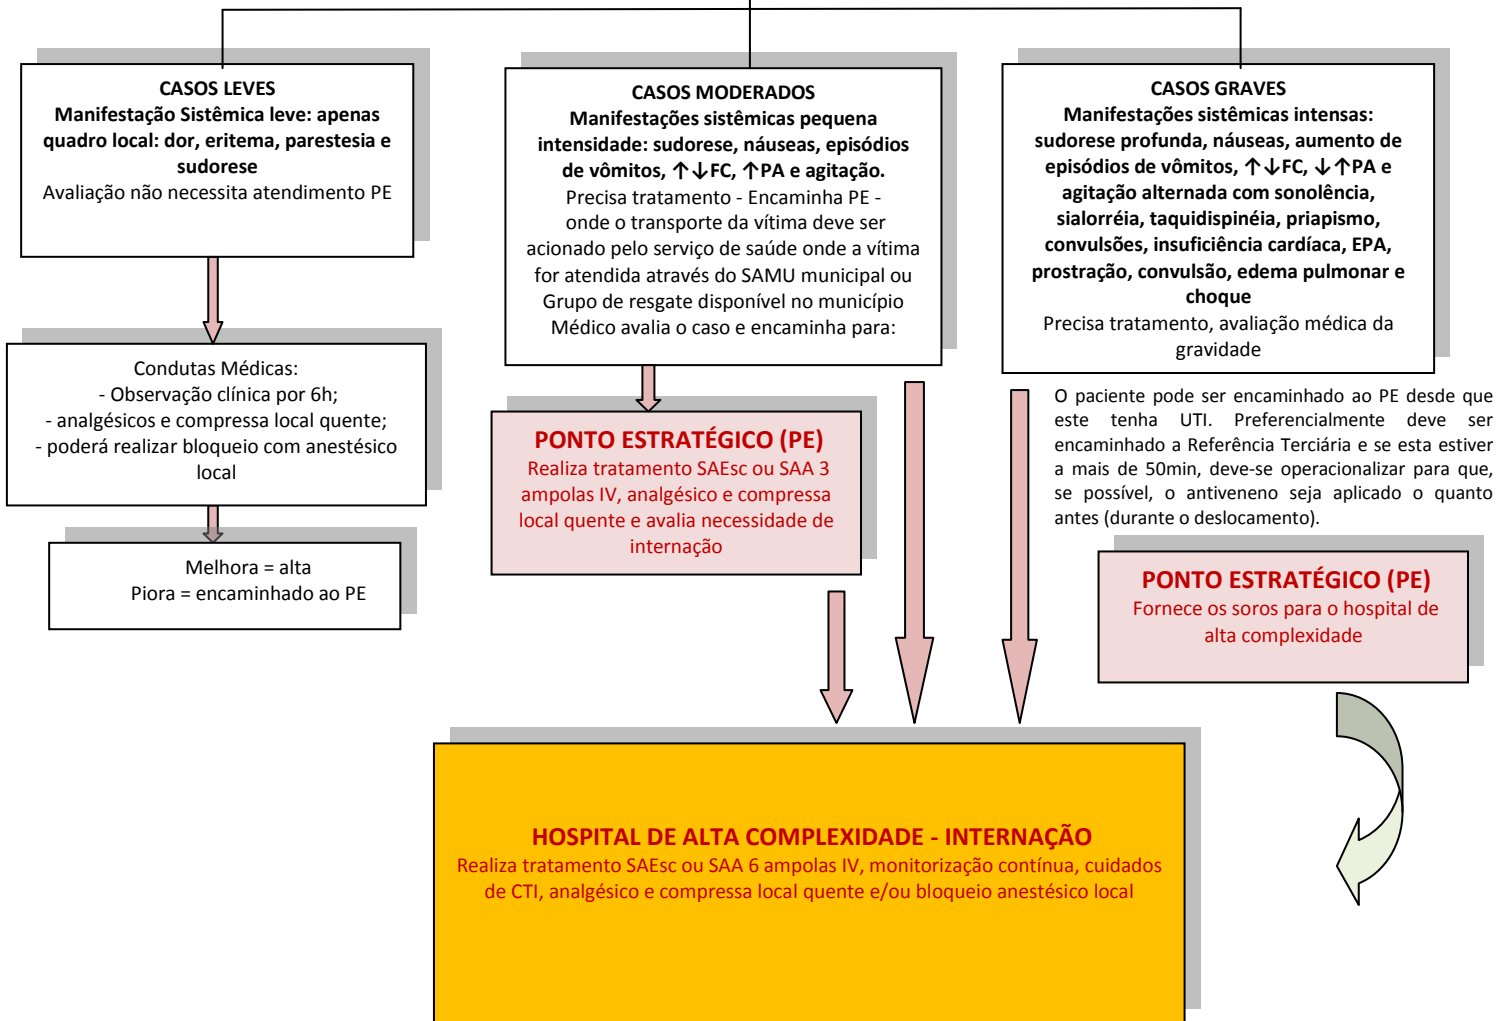 CASOS LEVES
Manifestação Sistêmica leve: apenas
quadro local: dor, eritema, parestesia e
sudorese
Avaliação não necessita atendimento PE
Condutas Médicas:
- Observação clínica por 6h;
- analgésicos e compressa local quente;
- poderá realizar bloqueio com anestésico
local
Melhora = alta
Piora = encaminhado ao PE
CASOS MODERADOS
Manifestações sistêmicas pequena
intensidade: sudorese, náuseas, episódios
de vômitos, ↑↓FC, ↑PA e agitação.
Precisa tratamento - Encaminha PE -
onde o transporte da vítima deve ser
acionado pelo serviço de saúde onde a vítima
for atendida através do SAMU municipal ou
Grupo de resgate disponível no município
Médico avalia o caso e encaminha para:
PONTO ESTRATÉGICO (PE)
Realiza tratamento SAEsc ou SAA 3
ampolas IV, analgésico e compressa
local quente e avalia necessidade de
internação
CASOS GRAVES
Manifestações sistêmicas intensas:
sudorese profunda, náuseas, aumento de
episódios de vômitos, ↑↓FC, ↓↑PA e
agitação alternada com sonolência,
sialorréia, taquidispinéia, priapismo,
convulsões, insuficiência cardíaca, EPA,
prostração, convulsão, edema pulmonar e
choque
Precisa tratamento, avaliação médica da
gravidade
O paciente pode ser encaminhado ao PE desde que
este tenha UTI. Preferencialmente deve ser
encaminhado a Referência Terciária e se esta estiver
a mais de 50min, deve-se operacionalizar para que,
se possível, o antiveneno seja aplicado o quanto
antes (durante o deslocamento).
PONTO ESTRATÉGICO (PE)
Fornece os soros para o hospital de
alta complexidade
HOSPITAL DE ALTA COMPLEXIDADE - INTERNAÇÃO
Realiza tratamento SAEsc ou SAA 6 ampolas IV, monitorização contínua, cuidados
de CTI, analgésico e compressa local quente e/ou bloqueio anestésico local